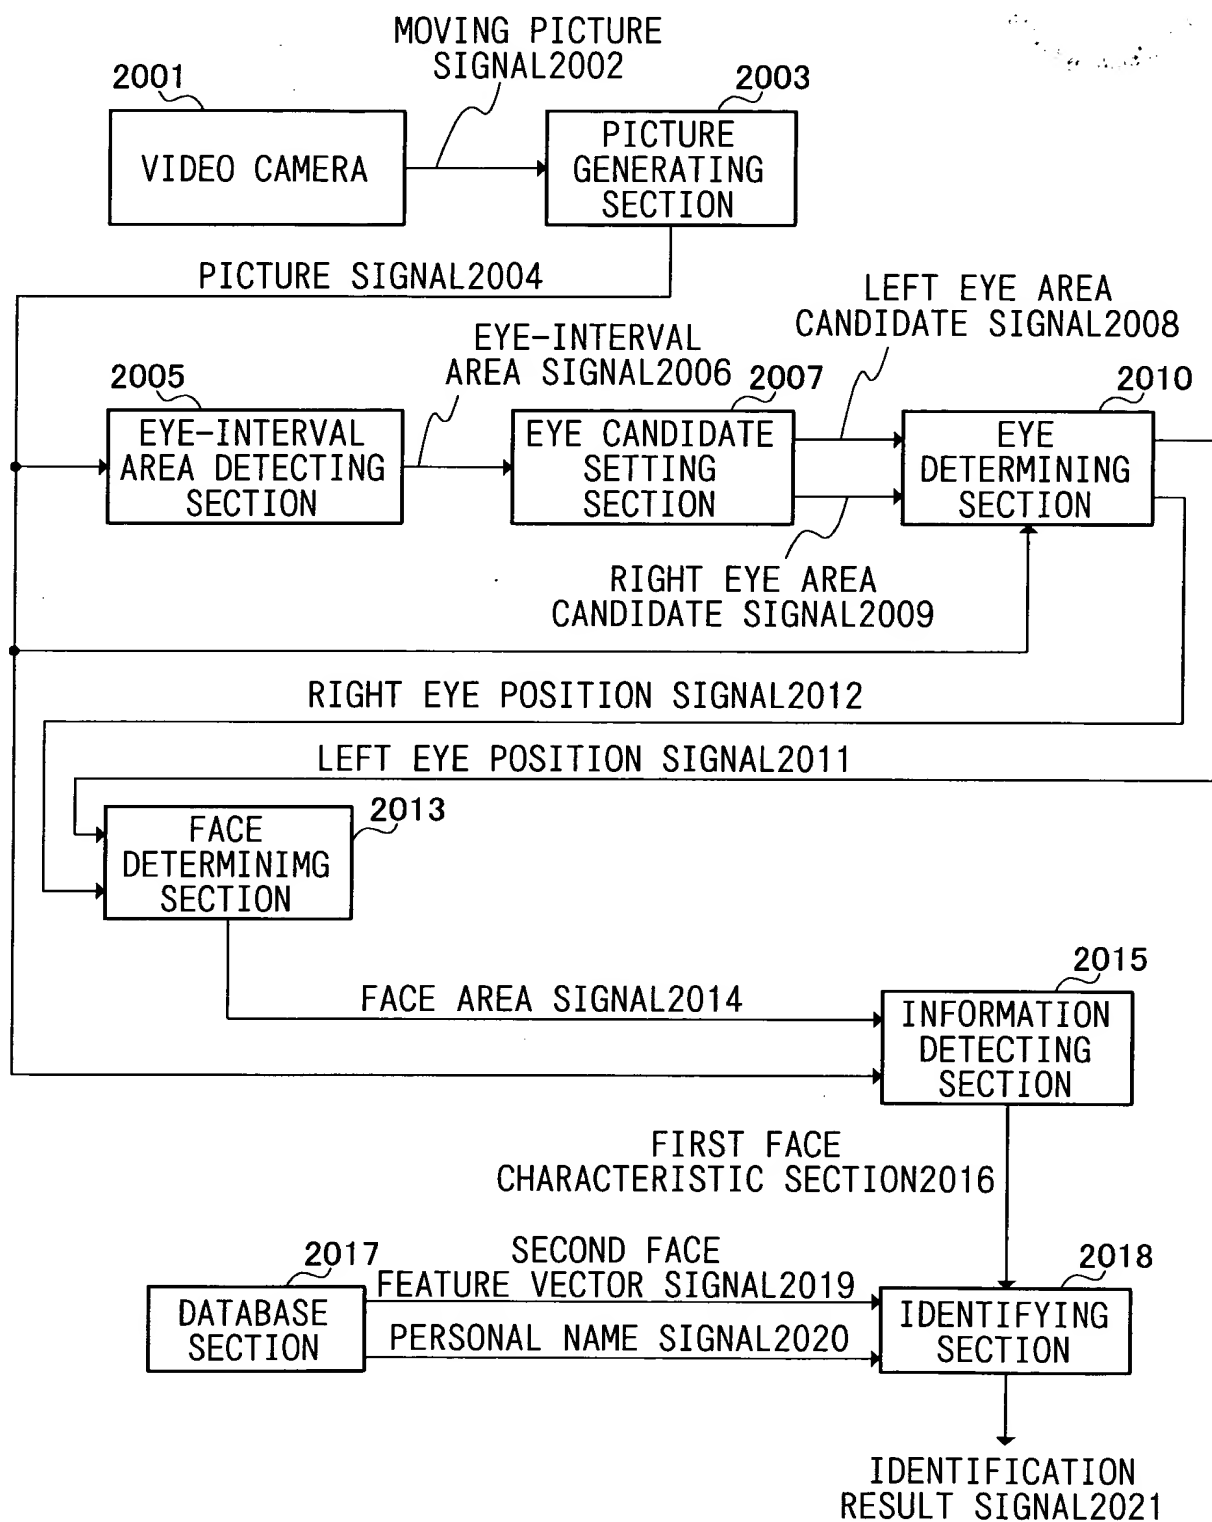 MOVING PICTURE
SIGNAL2002
2001
2003
VIDEO CAMERA
PICTURE
GENERATING
SECTION
PICTURE SIGNAL2004
LEFT EYE AREA
CANDIDATE SIGNAL2008
EYE-INTERVAL
AREA SIGNAL2006
2005
2007
2010
EYE-INTERVAL
AREA DETECTING
SECTION
EYE CANDIDATE
SETTING
SECTION
EYE
DETERMINING
SECTION
RIGHT EYE AREA
CANDIDATE SIGNAL2009
RIGHT EYE POSITION SIGNAL2012
LEFT EYE POSITION SIGNAL2011
2013
FACE
DETERMINIMG
SECTION
2015
FACE AREA SIGNAL2014
INFORMATION
DETECTING
SECTION
FIRST FACE
CHARACTERISTIC SECTION2016
2017
SECOND FACE
FEATURE VECTOR SIGNAL2019
2018
DATABASE
SECTION
PERSONAL NAME SIGNAL2020
IDENTIFYING
SECTION
IDENTIFICATION
RESULT SIGNAL2021